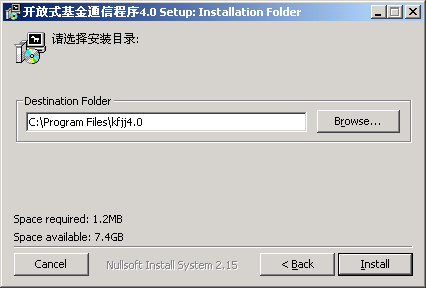 开放式基金通信程序4.0 Setup: Installation Folder
请选择安装目录:
Destination Folder
C:\Program Files\kfjj4.0
Browse...
Space required: 1.2MB
Space available: 7.4GB
Cancel
Nullsoft Install System 2.15
< Back
Install